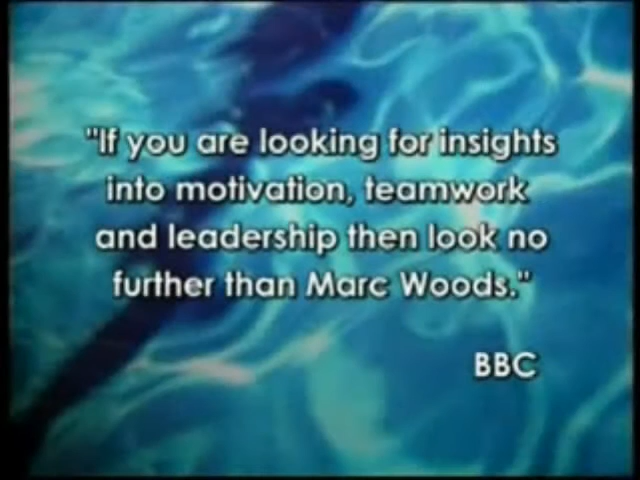 "If you are looking for insights
into motivation, teamwork
and leadership then look no
further than Marc Woods."
BBC